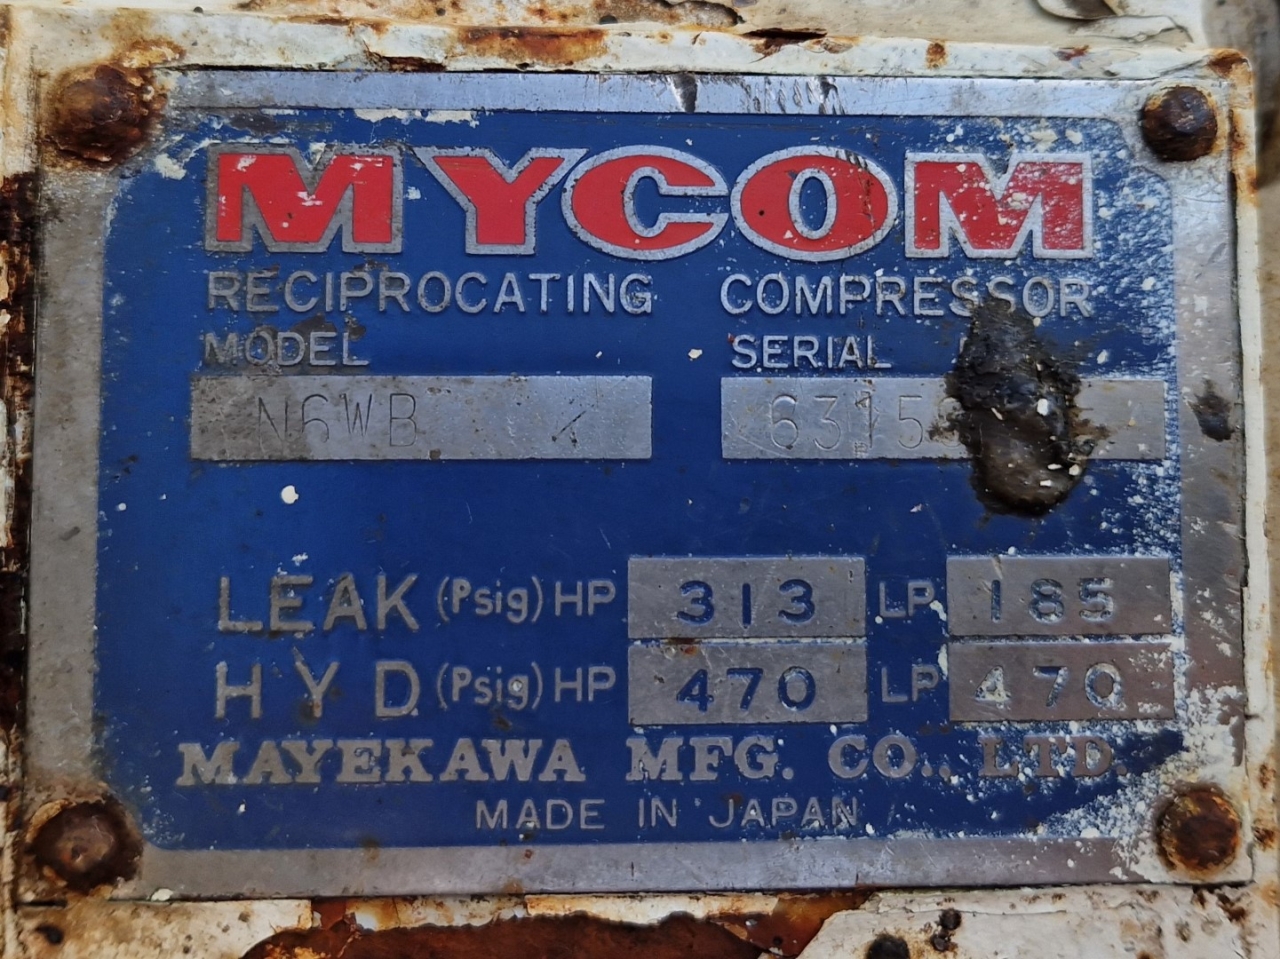 MYCOM
RECIPROCATING COMPRESSOR
MODEL SERIAL
N6WB
LEAK (Psig) HP 313 LP 185
HYD (Psig) HP 470 LP 470
MAYEKAWA MFG. CO., LTD.
MADE IN JAPAN